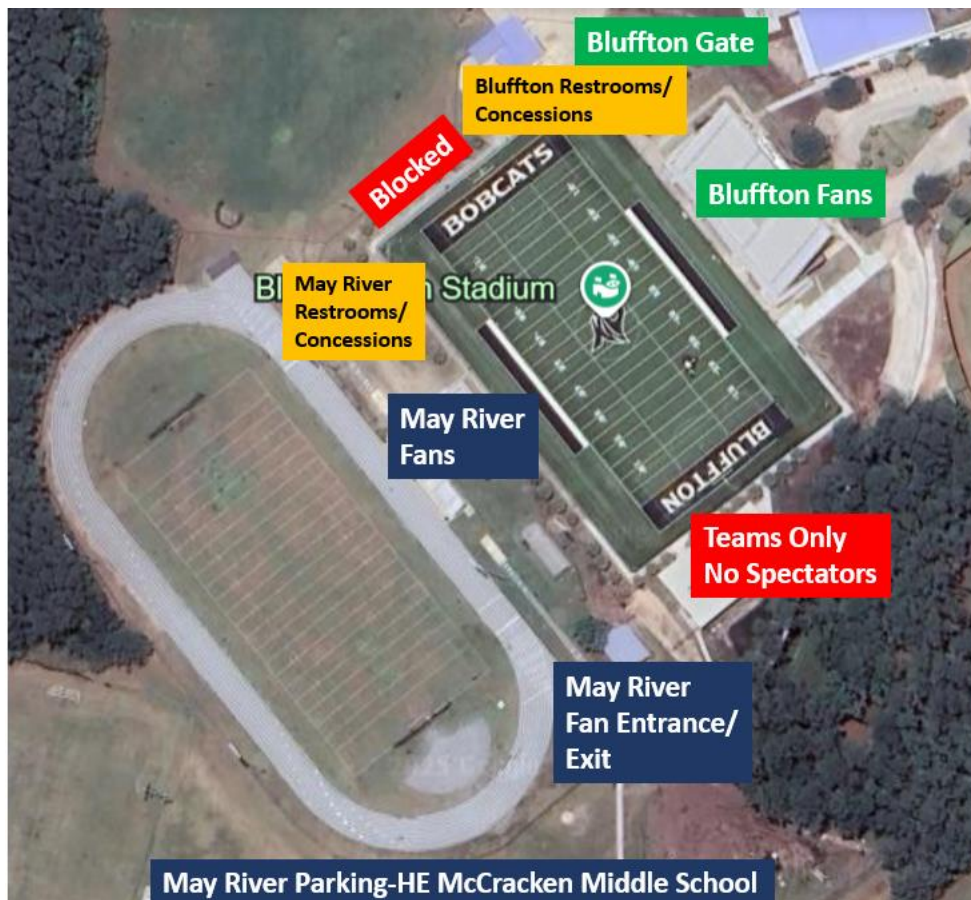 Bluffton Gate
Bluffton Restrooms/
Concessions
Blocked
BOBCATS
Bluffton Fans
May River
Restrooms/
Concessions
Bl
n Stadium
May River
Fans
BLUFFTON
Teams Only
No Spectators
May River
Fan Entrance/
Exit
May River Parking-HE McCracken Middle School